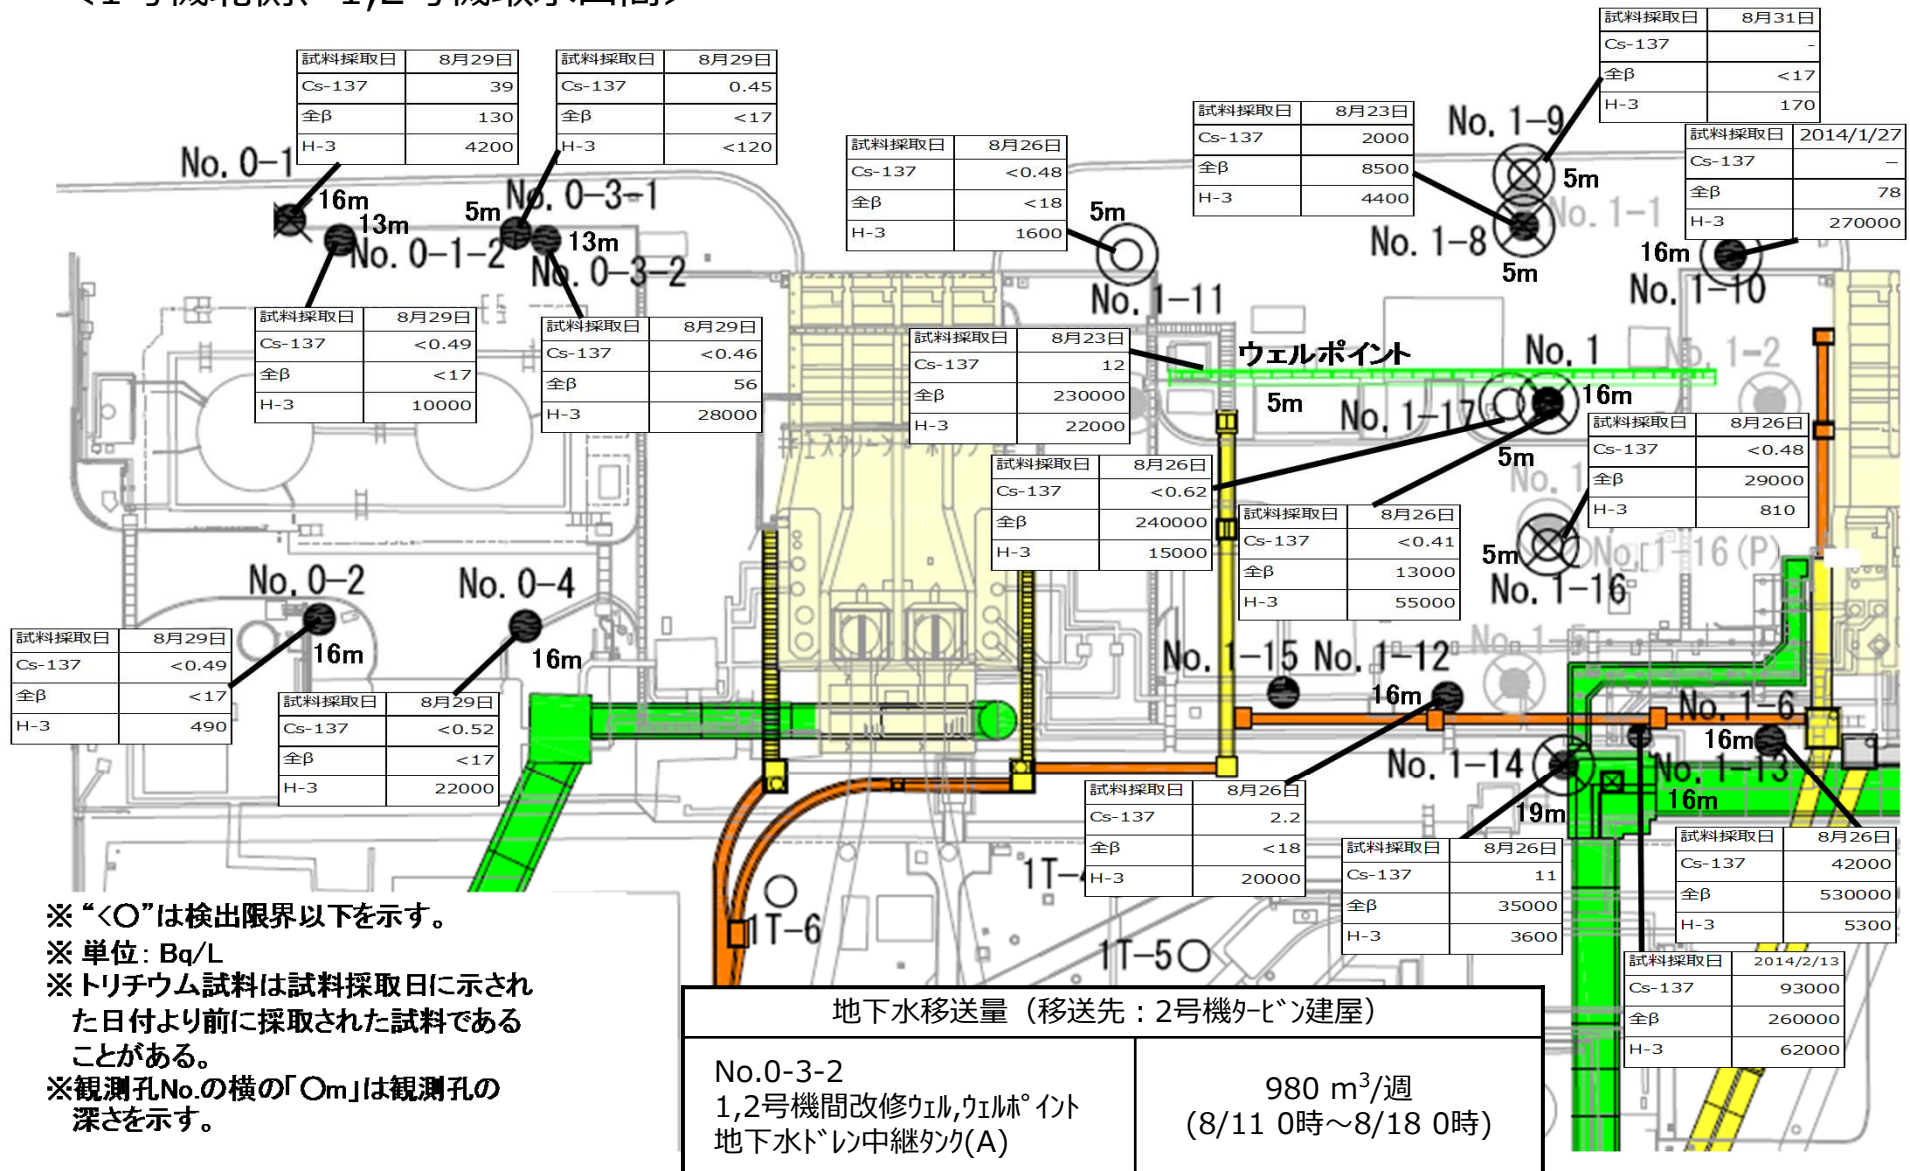 試料採取日 8月29日
Cs-137 39
全β 130
H-3 4200
試料採取日 8月29日
Cs-137 0.45
全β <17
H-3 <120
試料採取日 8月26日
Cs-137 <0.48
全β <18
H-3 1600
試料採取日 8月23日
Cs-137 2000
全β 8500
H-3 4400
試料採取日 8月31日
Cs-137 -
全β <17
H-3 170
試料採取日 2014/1/27
Cs-137 –
全β 78
H-3 270000
No. 0-1
16m
13m
No. 0-1-2
5m
No. 0-3-1
13m
No. 0-3-2
5m
No. 1-11
No. 1-9
5m
No. 1-1
No. 1-8
5m
16m
No. 1-10
試料採取日 8月29日
Cs-137 <0.49
全β <17
H-3 10000
試料採取日 8月29日
Cs-137 <0.46
全β 56
H-3 28000
試料採取日 8月23日
Cs-137 12
全β 230000
H-3 22000
ウェルポイント
5m
No. 1
No. 1-2
16m
No. 1-17
5m
試料採取日 8月26日
Cs-137 <0.48
全β 29000
H-3 810
試料採取日 8月26日
Cs-137 <0.62
全β 240000
H-3 15000
試料採取日 8月26日
Cs-137 <0.41
全β 13000
H-3 55000
5m
No. 1-16(P)
No. 1-16
No. 0-2
16m
No. 0-4
16m
試料採取日 8月29日
Cs-137 <0.49
全β <17
H-3 490
試料採取日 8月29日
Cs-137 <0.52
全β <17
H-3 22000
No. 1-15
No. 1-12
16m
No. 1-5
No. 1-6
16m
No. 1-14
19m
No. 1-13
16m
試料採取日 8月26日
Cs-137 2.2
全β <18
H-3 20000
試料採取日 8月26日
Cs-137 11
全β 35000
H-3 3600
試料採取日 8月26日
Cs-137 42000
全β 530000
H-3 5300
試料採取日 2014/2/13
Cs-137 93000
全β 260000
H-3 62000
1T-6
1T-5
※ “<○”は検出限界以下を示す。
※ 単位: Bq/L
※ トリチウム試料は試料採取日に示され
た日付より前に採取された試料である
ことがある。
※観測孔No.の横の「○m」は観測孔の
深さを示す。
地下水移送量（移送先：2号機ﾀｰﾋﾞﾝ建屋）
No.0-3-2
1,2号機間改修ｳｪﾙ,ｳｪﾙﾎﾟｲﾝﾄ
地下水ﾄﾞﾚﾝ中継ﾀﾝｸ(A)
980 m³/週
(8/11 0時～8/18 0時)